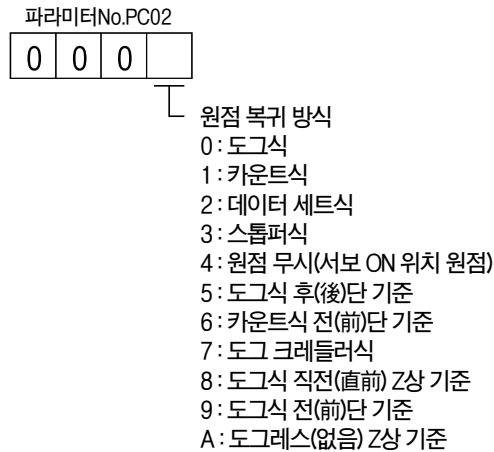 파라미터No.PC02
0 0 0
원점 복귀 방식
0 : 도그식
1 : 카운트식
2 : 데이터 세트식
3 : 스톱퍼식
4 : 원점 무시(서보 ON 위치 원점)
5 : 도그식 후(後)단 기준
6 : 카운트식 전(前)단 기준
7 : 도그 크레들러식
8 : 도그식 직전(直前) Z상 기준
9 : 도그식 전(前)단 기준
A : 도그레스(없음) Z상 기준